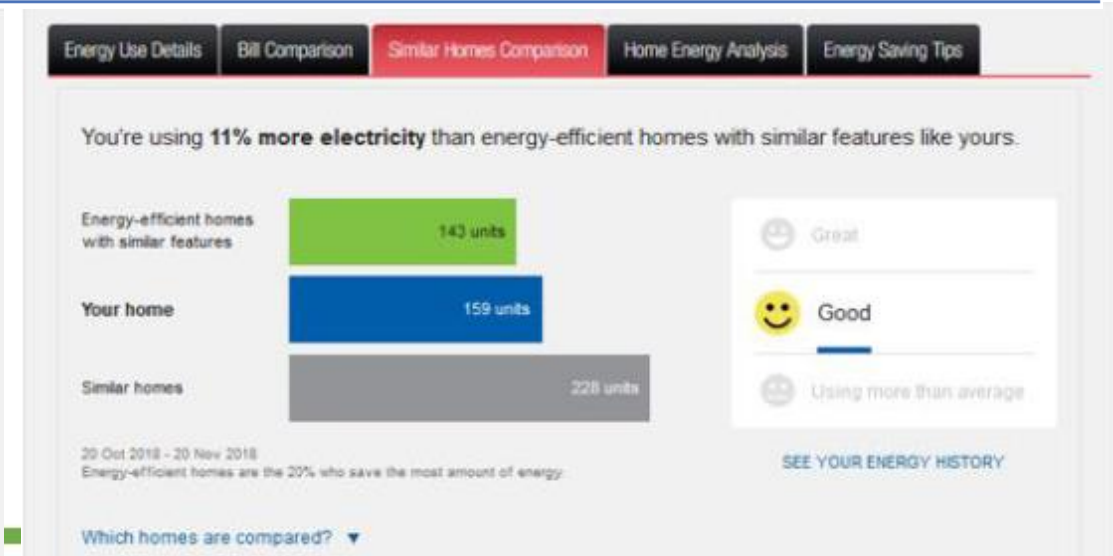 Energy Use Details
Bill Comparison
Similar Homes Comparison
Home Energy Analysis
Energy Saving Tips
You're using 11% more electricity than energy-efficient homes with similar features like yours.
Energy-efficient homes
with similar features
143 units
Your home
159 units
Similar homes
228 units
20 Oct 2018 - 20 Nov 2018
Energy-efficient homes are the 20% who save the most amount of energy.
Which homes are compared? ▼
Great
Good
Using more than average
SEE YOUR ENERGY HISTORY